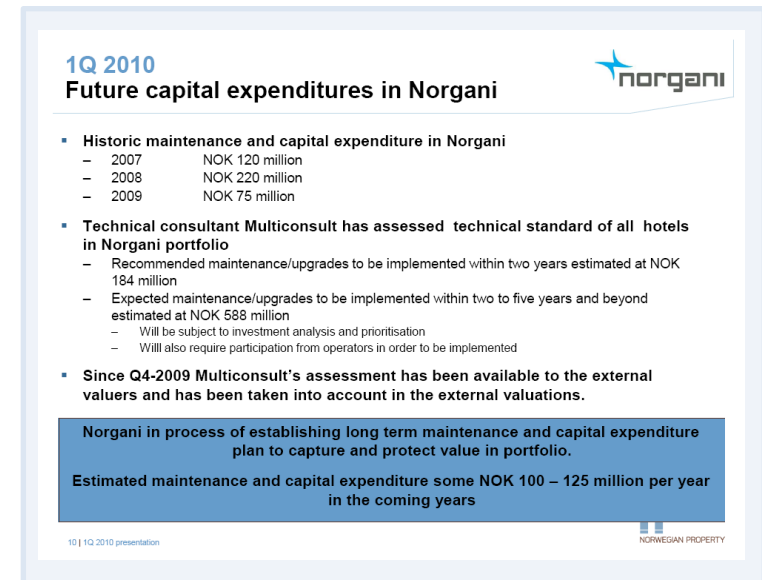 1Q 2010
Future capital expenditures in Norgani
norgani
▪ Historic maintenance and capital expenditure in Norgani
– 2007 NOK 120 million
– 2008 NOK 220 million
– 2009 NOK 75 million
▪ Technical consultant Multiconsult has assessed technical standard of all hotels
in Norgani portfolio
– Recommended maintenance/upgrades to be implemented within two years estimated at NOK
184 million
– Expected maintenance/upgrades to be implemented within two to five years and beyond
estimated at NOK 588 million
– Will be subject to investment analysis and prioritisation
– Willl also require participation from operators in order to be implemented
▪ Since Q4-2009 Multiconsult's assessment has been available to the external
valuers and has been taken into account in the external valuations.
Norgani in process of establishing long term maintenance and capital expenditure
plan to capture and protect value in portfolio.
Estimated maintenance and capital expenditure some NOK 100 – 125 million per year
in the coming years
10 | 1Q 2010 presentation
NORWEGIAN PROPERTY